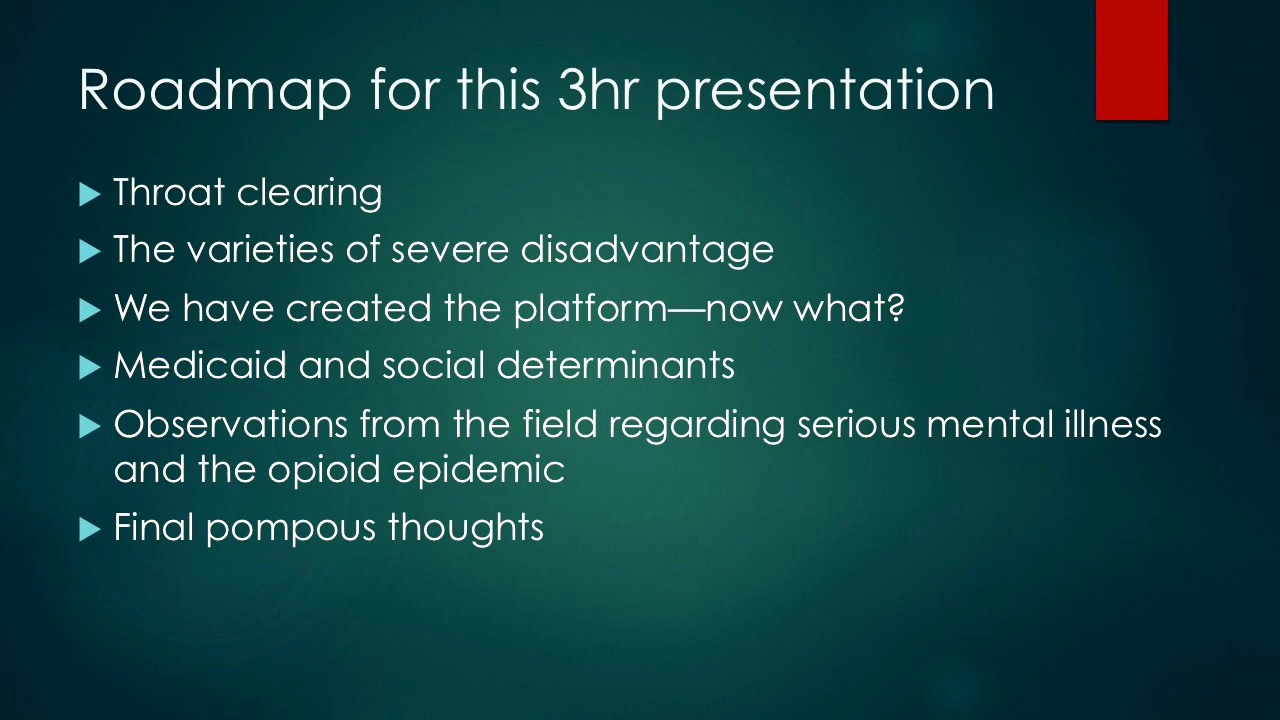 Roadmap for this 3hr presentation
Throat clearing
The varieties of severe disadvantage
We have created the platform—now what?
Medicaid and social determinants
Observations from the field regarding serious mental illness
and the opioid epidemic
Final pompous thoughts